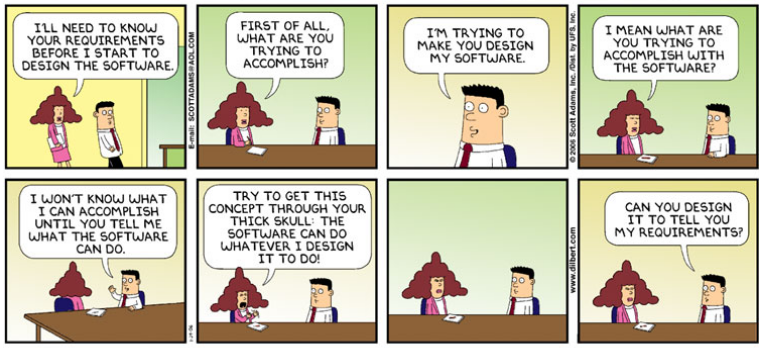 I'LL NEED TO KNOW
YOUR REQUIREMENTS
BEFORE I START TO
DESIGN THE SOFTWARE.
E-mail: SCOTTADAMS@AOL.COM
FIRST OF ALL,
WHAT ARE YOU
TRYING TO
ACCOMPLISH?
I'M TRYING TO
MAKE YOU DESIGN
MY SOFTWARE.
© 2006 Scott Adams, Inc. /Dist. by UFS, Inc.
I MEAN WHAT ARE
YOU TRYING TO
ACCOMPLISH WITH
THE SOFTWARE?
I WON'T KNOW WHAT
I CAN ACCOMPLISH
UNTIL YOU TELL ME
WHAT THE SOFTWARE
CAN DO.
TRY TO GET THIS
CONCEPT THROUGH YOUR
THICK SKULL: THE
SOFTWARE CAN DO
WHATEVER I DESIGN
IT TO DO!
www.dilbert.com
CAN YOU DESIGN
IT TO TELL YOU
MY REQUIREMENTS?